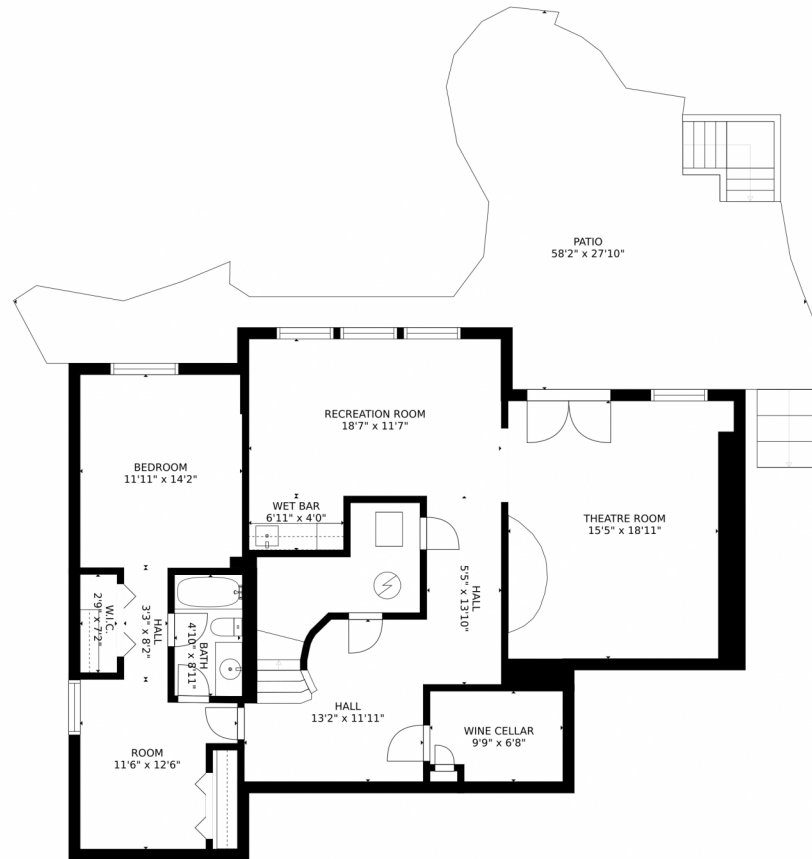 PATIO
58'2" x 27'10"
RECREATION ROOM
18'7" x 11'7"
BEDROOM
11'11" x 14'2"
WET BAR
6'11" x 4'0"
THEATRE ROOM
15'5" x 18'11"
HALL
5'5" x 13'10"
W.I.C.
2'9" x 7'2"
HALL
3'3" x 8'2"
BATH
4'10" x 8'11"
HALL
13'2" x 11'11"
WINE CELLAR
9'9" x 6'8"
ROOM
11'6" x 12'6"